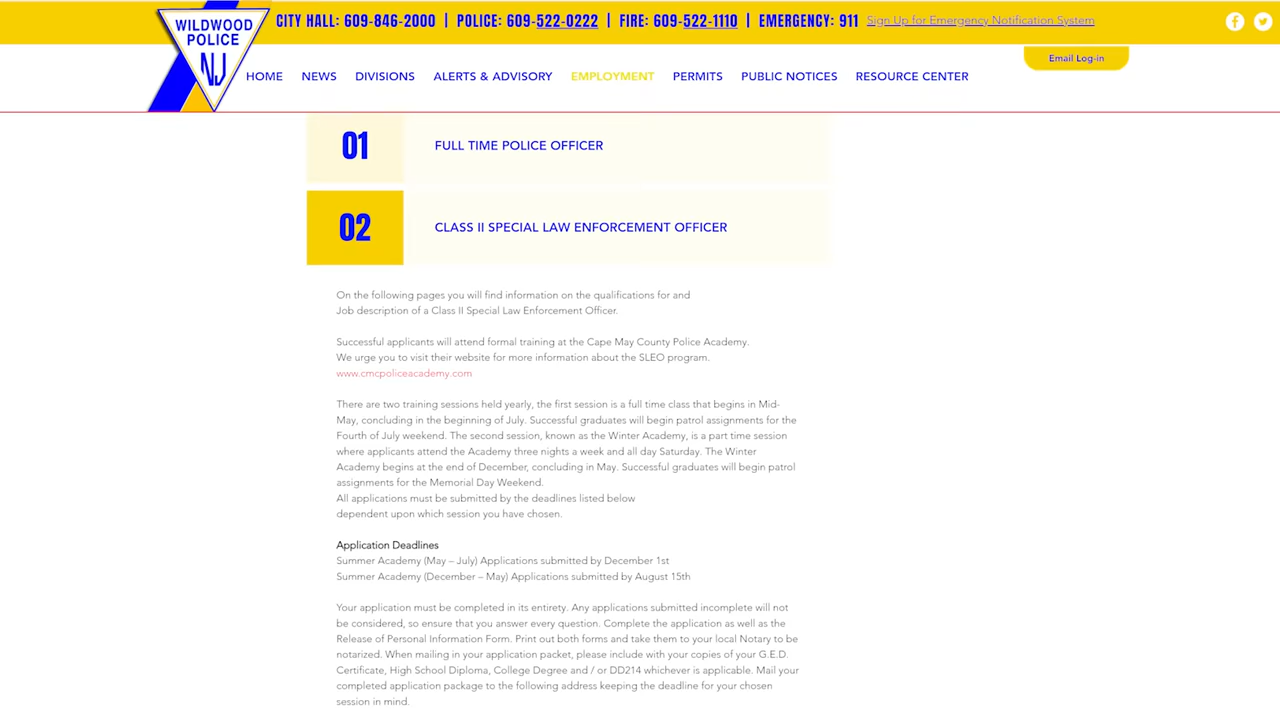 WILDWOOD
POLICE
NJ
CITY HALL: 609-846-2000 | POLICE: 609-522-0222 | FIRE: 609-522-1110 | EMERGENCY: 911 Sign Up for Emergency Notification System
Email Log-in
HOME NEWS DIVISIONS ALERTS & ADVISORY EMPLOYMENT PERMITS PUBLIC NOTICES RESOURCE CENTER
01 FULL TIME POLICE OFFICER
02 CLASS II SPECIAL LAW ENFORCEMENT OFFICER
On the following pages you will find information on the qualifications for and
Job description of a Class II Special Law Enforcement Officer.
Successful applicants will attend formal training at the Cape May County Police Academy.
We urge you to visit their website for more information about the SLEO program.
www.cmcpoliceacademy.com
There are two training sessions held yearly, the first session is a full time class that begins in Mid-
May, concluding in the beginning of July. Successful graduates will begin patrol assignments for the
Fourth of July weekend. The second session, known as the Winter Academy, is a part time session
where applicants attend the Academy three nights a week and all day Saturday. The Winter
Academy begins at the end of December, concluding in May. Successful graduates will begin patrol
assignments for the Memorial Day Weekend.
All applications must be submitted by the deadlines listed below
dependent upon which session you have chosen.
Application Deadlines
Summer Academy (May – July) Applications submitted by December 1st
Summer Academy (December – May) Applications submitted by August 15th
Your application must be completed in its entirety. Any applications submitted incomplete will not
be considered, so ensure that you answer every question. Complete the application as well as the
Release of Personal Information Form. Print out both forms and take them to your local Notary to be
notarized. When mailing in your application packet, please include with your copies of your G.E.D.
Certificate, High School Diploma, College Degree and / or DD214 whichever is applicable. Mail your
completed application package to the following address keeping the deadline for your chosen
session in mind.